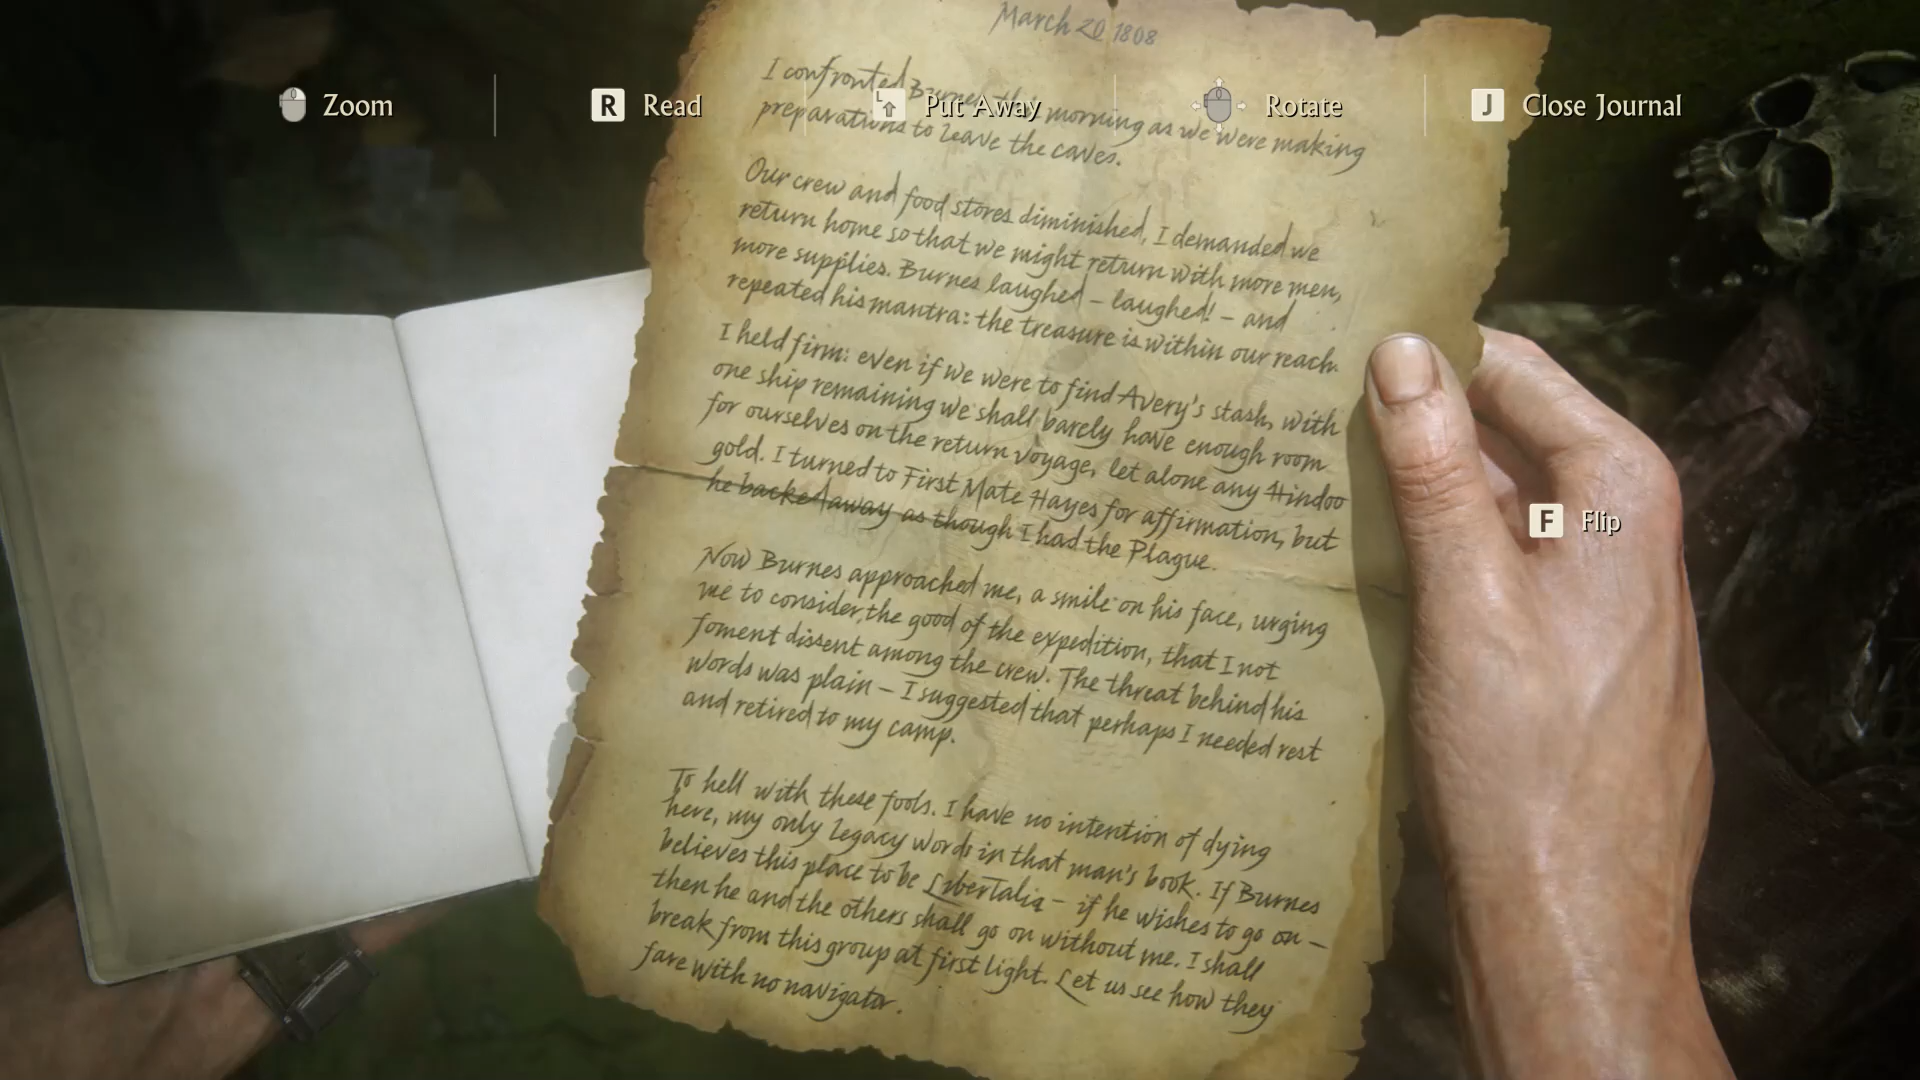 March 20 1808
Zoom
R Read
L Put Away
Rotate
J Close Journal
I confronted Burnes this morning as we were making
preparations to leave the caves.
Our crew and food stores diminished, I demanded we
return home so that we might return with more men,
more supplies. Burnes laughed – laughed! – and
repeated his mantra: the treasure is within our reach.
I held firm: even if we were to find Avery's stash, with
one ship remaining we shall barely have enough room
for ourselves on the return voyage, let alone any Hindoo
gold. I turned to First Mate Hayes for affirmation, but
he backed away as though I had the Plague.
F Flip
Now Burnes approached me, a smile on his face, urging
me to consider the good of the expedition, that I not
foment dissent among the crew. The threat behind his
words was plain – I suggested that perhaps I needed rest
and retired to my camp.
To hell with these fools. I have no intention of dying
here, my only legacy words in that man's book. If Burnes
believes this place to be Libertalia – if he wishes to go on –
then he and the others shall go on without me. I shall
break from this group at first light. Let us see how they
fare with no navigator.